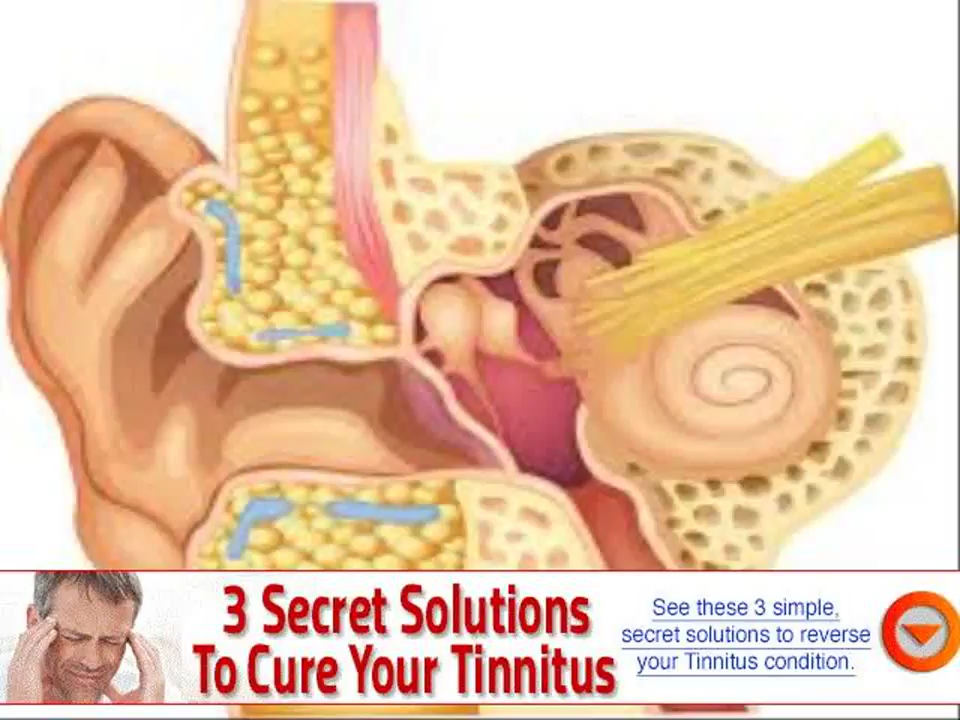 3 Secret Solutions
To Cure Your Tinnitus
See these 3 simple,
secret solutions to reverse
your Tinnitus condition.